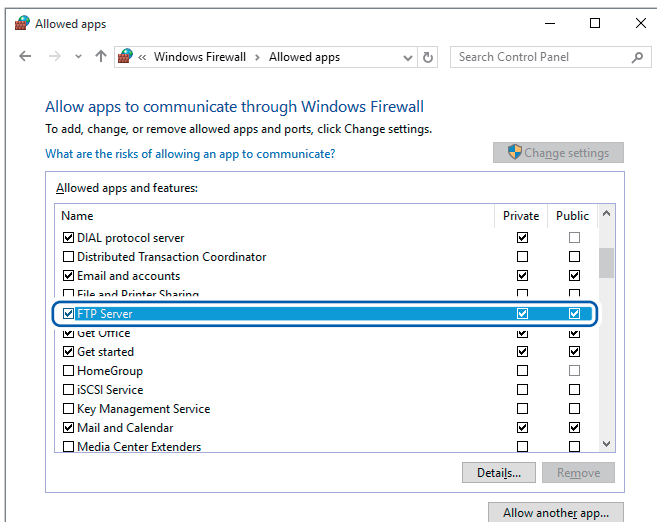 Allowed apps
« Windows Firewall › Allowed apps
Search Control Panel
Allow apps to communicate through Windows Firewall
To add, change, or remove allowed apps and ports, click Change settings.
What are the risks of allowing an app to communicate?
Change settings
Allowed apps and features:
Name Private Public
DIAL protocol server
Distributed Transaction Coordinator
Email and accounts
File and Printer Sharing
FTP Server
Get Office
Get started
HomeGroup
iSCSI Service
Key Management Service
Mail and Calendar
Media Center Extenders
Details... Remove
Allow another app...